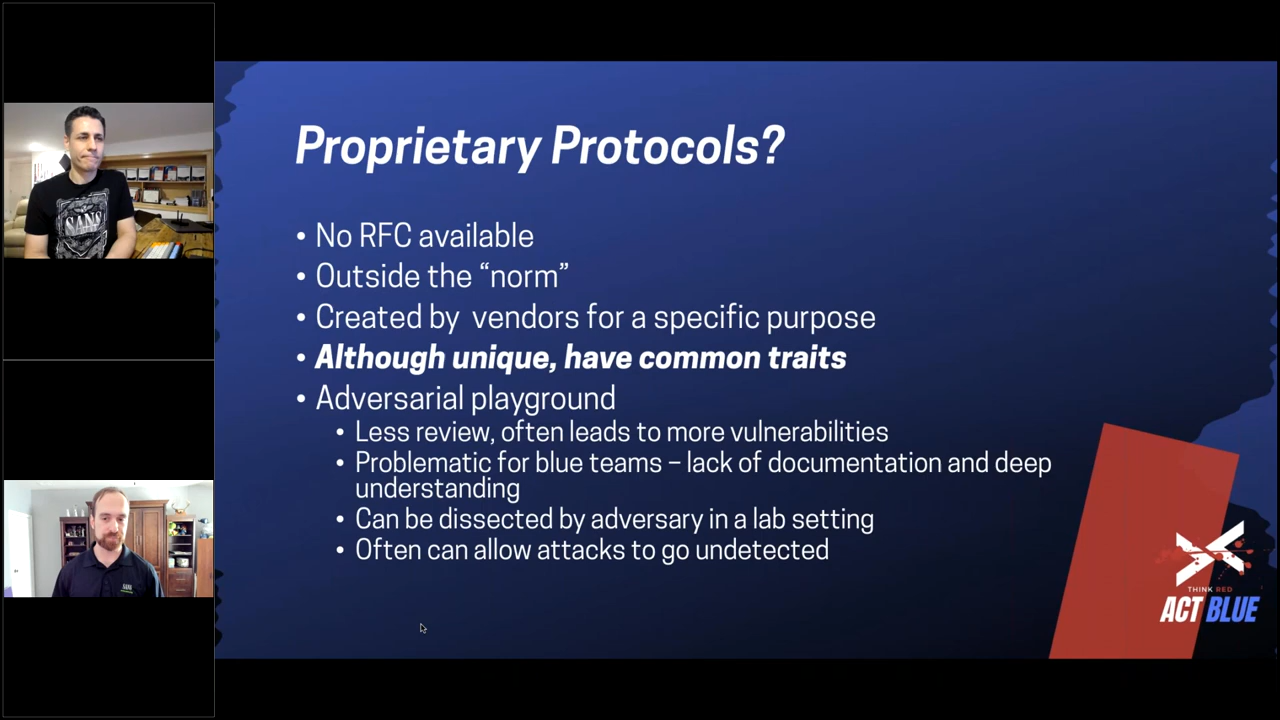 Proprietary Protocols?
• No RFC available
• Outside the “norm”
• Created by vendors for a specific purpose
• Although unique, have common traits
• Adversarial playground
• Less review, often leads to more vulnerabilities
• Problematic for blue teams – lack of documentation and deep
understanding
• Can be dissected by adversary in a lab setting
• Often can allow attacks to go undetected
THINK RED
ACT BLUE
SANS
SANS